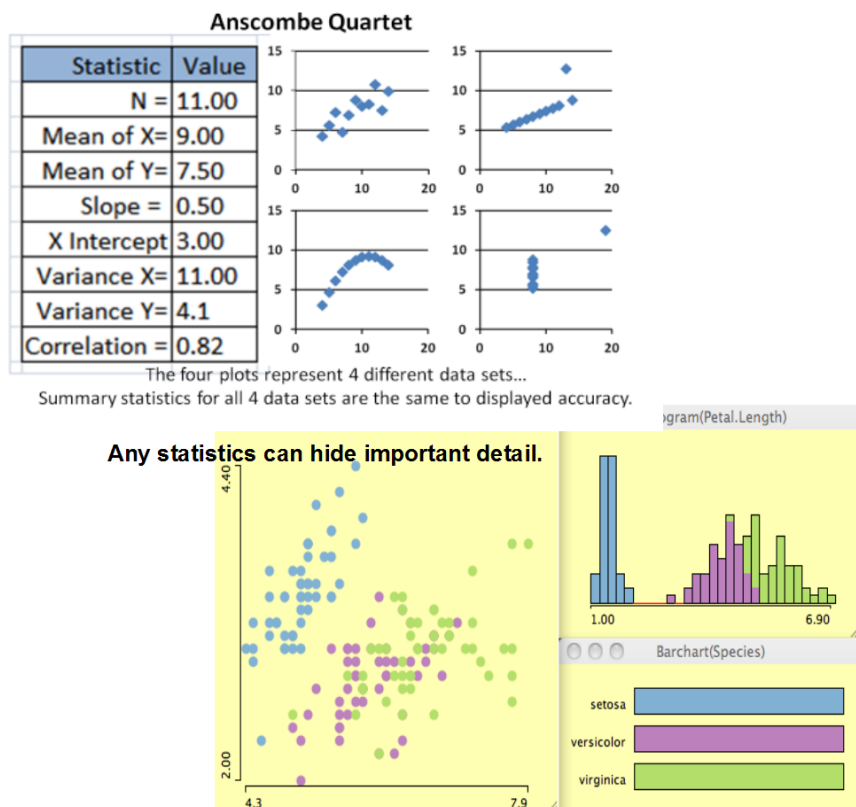 Anscombe Quartet
Statistic Value
N = 11.00
Mean of X= 9.00
Mean of Y= 7.50
Slope = 0.50
X Intercept 3.00
Variance X= 11.00
Variance Y= 4.1
Correlation = 0.82
15
10
5
0
0 10 20
15
10
5
0
0 10 20
15
10
5
0
0 10 20
15
10
5
0
0 10 20
The four plots represent 4 different data sets...
Summary statistics for all 4 data sets are the same to displayed accuracy.
Any statistics can hide important detail.
4.40
2.00
4.3 7.9
ogram(Petal.Length)
1.00 6.90
Barchart(Species)
setosa
versicolor
virginica